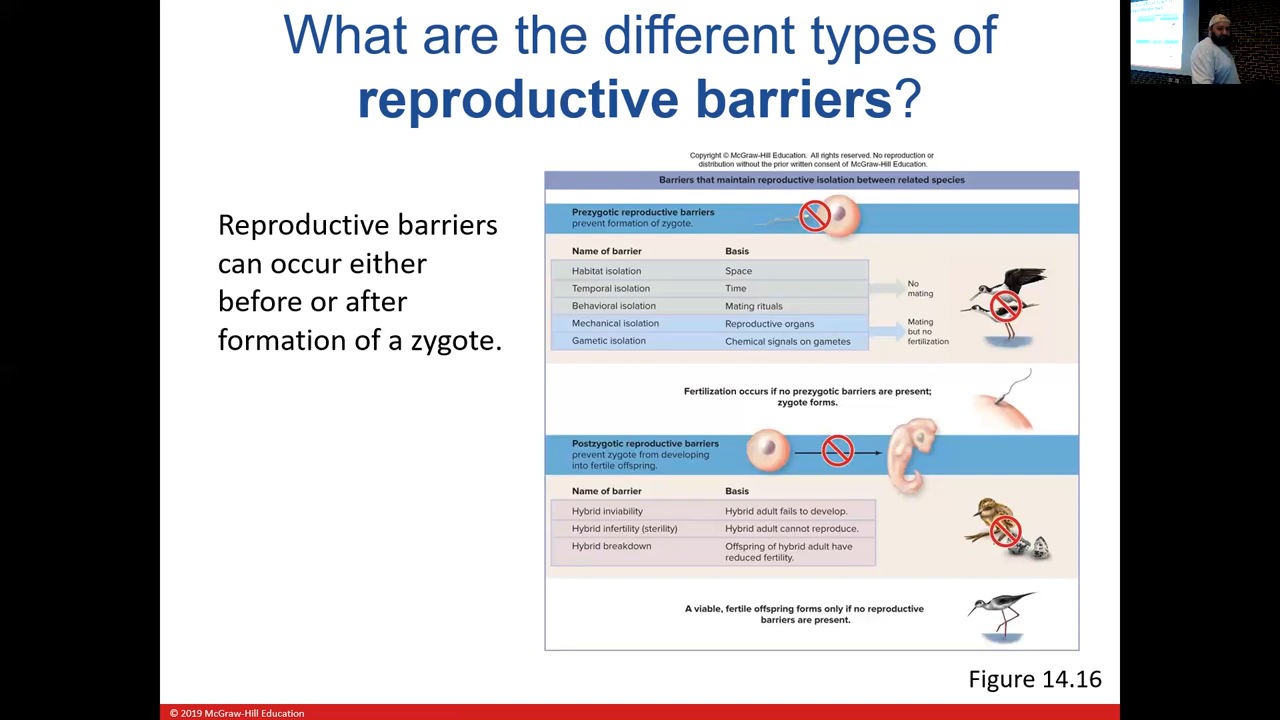 What are the different types of
reproductive barriers?
Copyright © McGraw-Hill Education. All rights reserved. No reproduction or
distribution without the prior written consent of McGraw-Hill Education.
Barriers that maintain reproductive isolation between related species
Reproductive barriers
can occur either
before or after
formation of a zygote.
Prezygotic reproductive barriers
prevent formation of zygote.
Name of barrier Basis
Habitat isolation Space
Temporal isolation Time
Behavioral isolation Mating rituals
Mechanical isolation Reproductive organs
Gametic isolation Chemical signals on gametes
No
mating
Mating
but no
fertilization
Fertilization occurs if no prezygotic barriers are present;
zygote forms.
Postzygotic reproductive barriers
prevent zygote from developing
into fertile offspring.
Name of barrier Basis
Hybrid inviability Hybrid adult fails to develop.
Hybrid infertility (sterility) Hybrid adult cannot reproduce.
Hybrid breakdown Offspring of hybrid adult have
reduced fertility.
A viable, fertile offspring forms only if no reproductive
barriers are present.
Figure 14.16
© 2019 McGraw-Hill Education